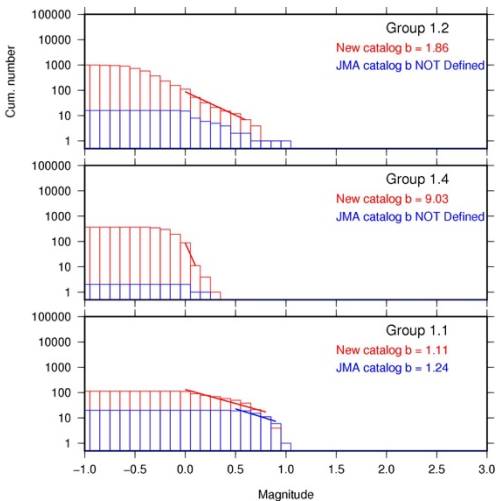 Cum. number
100000
10000
1000
100
10
1
Group 1.2
New catalog b = 1.86
JMA catalog b NOT Defined
100000
10000
1000
100
10
1
Group 1.4
New catalog b = 9.03
JMA catalog b NOT Defined
100000
10000
1000
100
10
1
Group 1.1
New catalog b = 1.11
JMA catalog b = 1.24
−1.0 −0.5 0.0 0.5 1.0 1.5 2.0 2.5 3.0
Magnitude